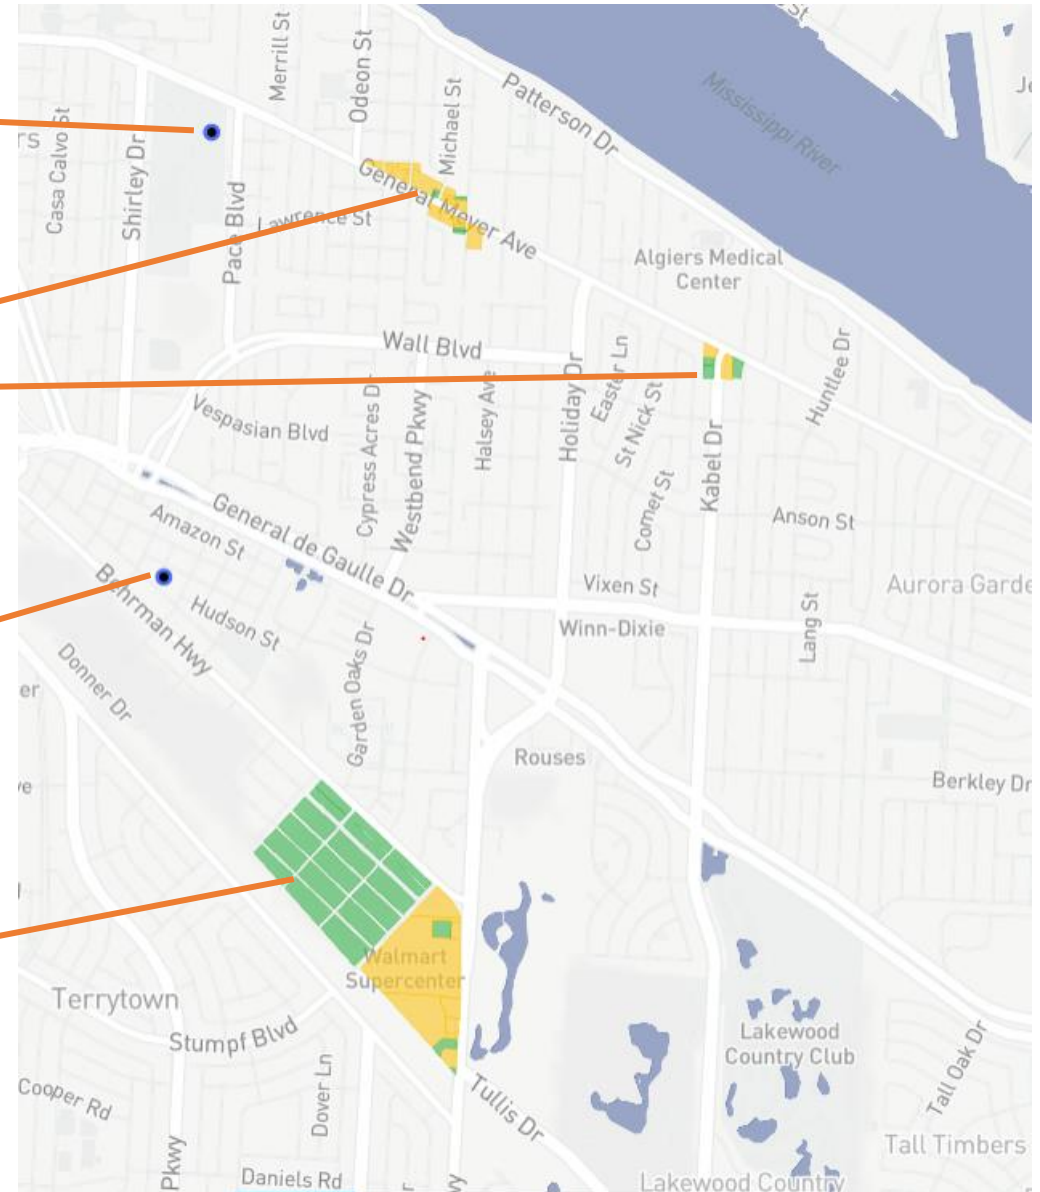 St
Merrill St
Odeon St
Michael St
Patterson Dr
Mississippi River
rs
Casa Calvo St
Shirley Dr
Pace Blvd
General Meyer Ave
Lawrence St
Algiers Medical
Center
Wall Blvd
Huntlee Dr
Easter Ln
Holiday Dr
St Nick St
Vespasian Blvd
Cypress Acres Dr
Westbend Pkwy
Halsey Ave
Kabel Dr
Comet St
General de Gaulle Dr
Amazon St
Anson St
Behrman Hwy
Hudson St
Vixen St
Aurora Garde
Winn-Dixie
Lang St
Donner Dr
Garden Oaks Dr
er
Rouses
ve
Berkley Dr
Walmart
Supercenter
Terrytown
Stumpf Blvd
Lakewood
Country Club
Tall Oak Dr
Cooper Rd
Dover Ln
Tullis Dr
Tall Timbers
Pkwy
Daniels Rd
Lakewood Country